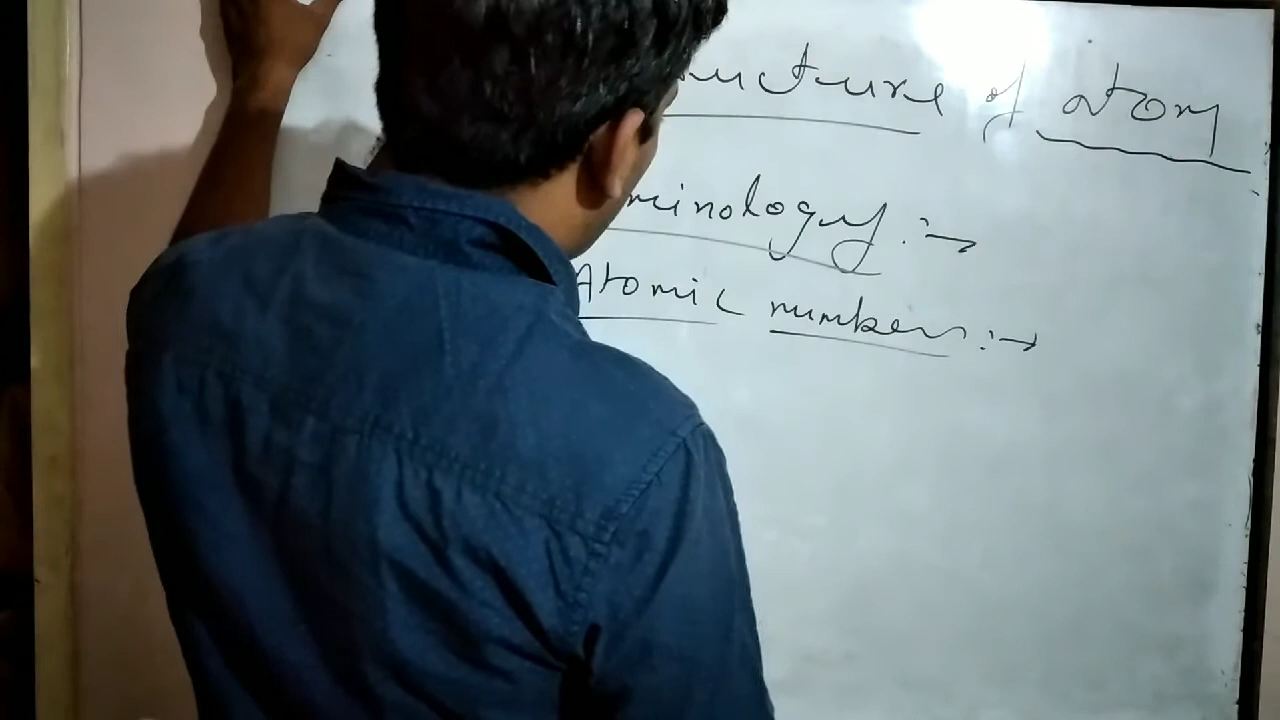 ucture of atom
minology :→
Atomic number :→